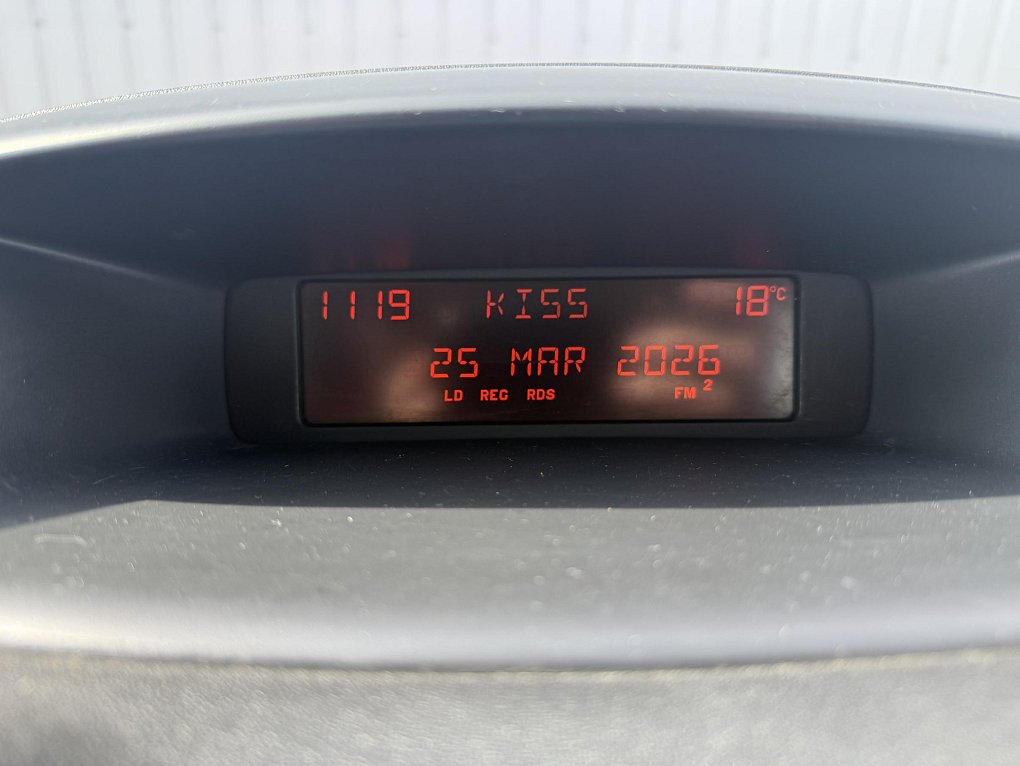 1119 KISS 18°C
25 MAR 2026
LD REG RDS FM 2